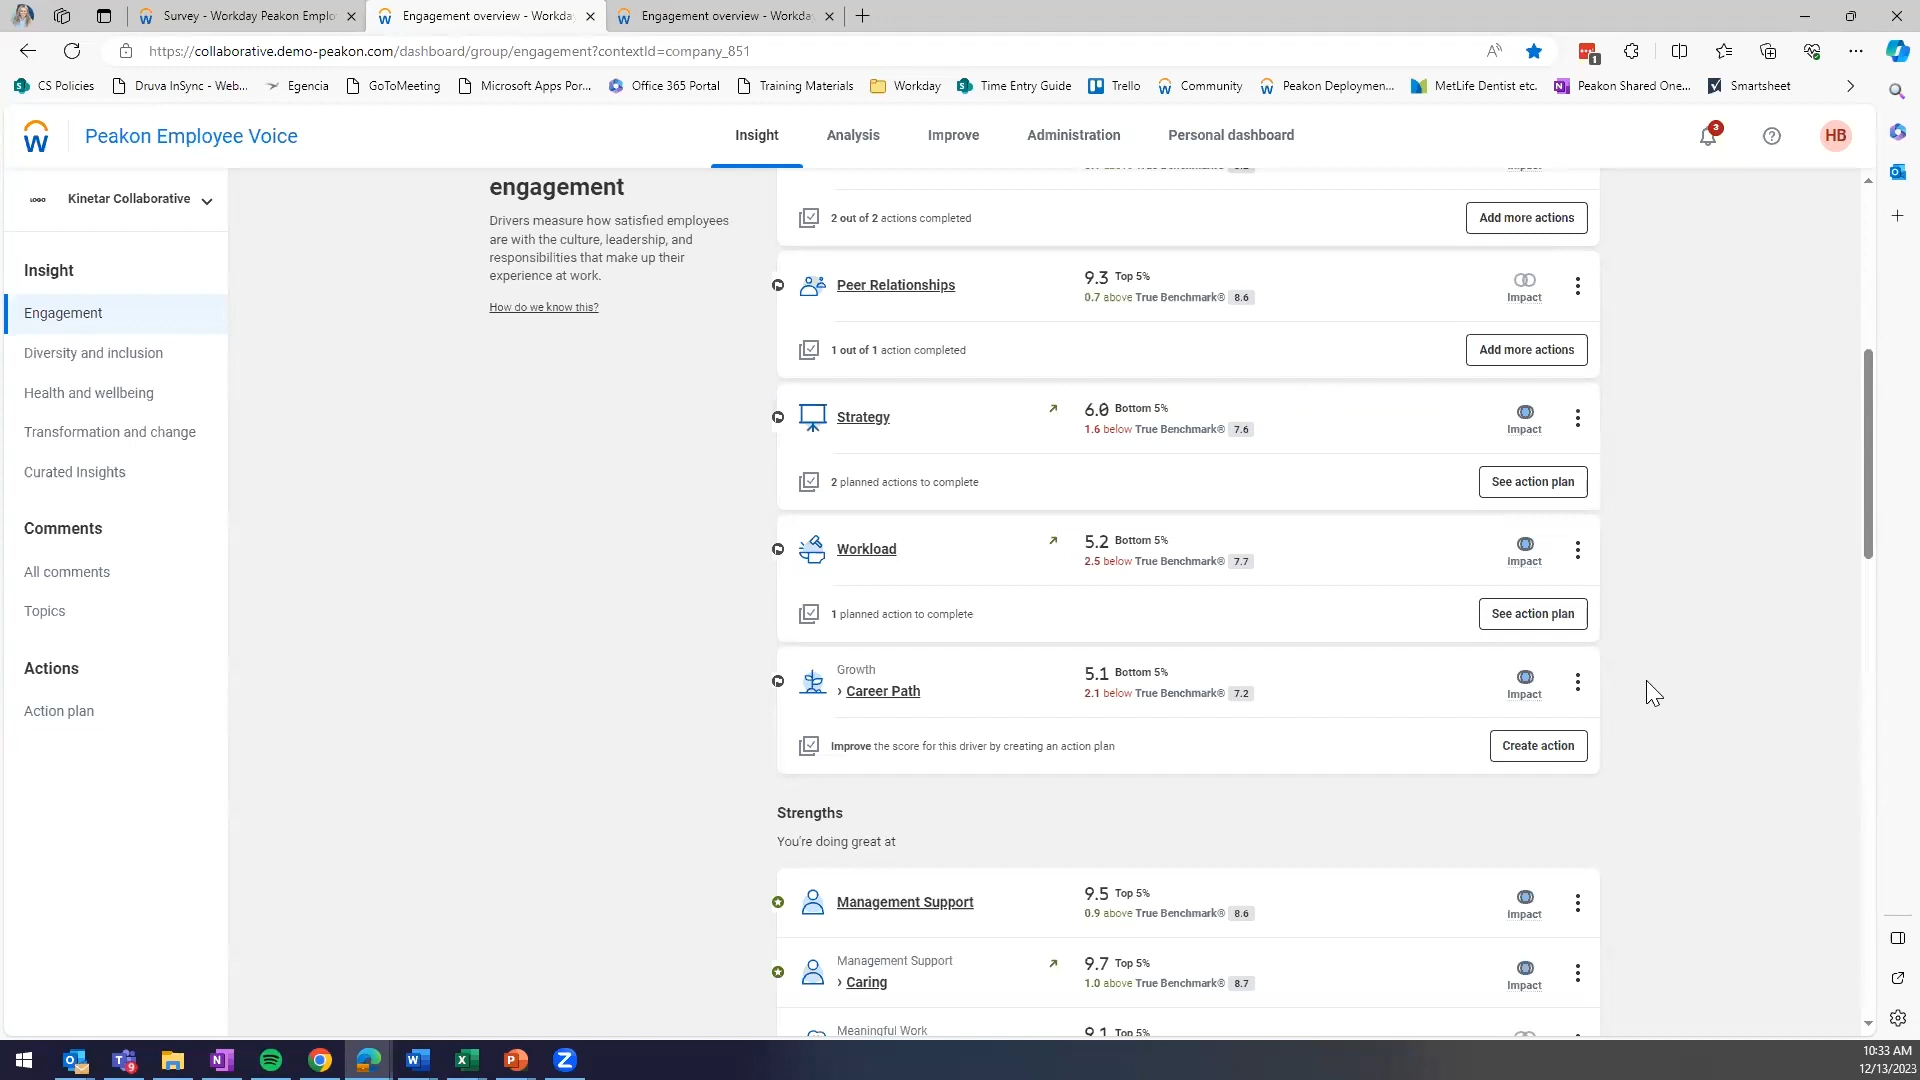 Survey - Workday Peakon Emplo
Engagement overview - Workda
Engagement overview - Workda
https://collaborative.demo-peakon.com/dashboard/group/engagement?contextId=company_851
1
CS Policies
Druva InSync - Web...
Egencia
GoToMeeting
Microsoft Apps Por...
Office 365 Portal
Training Materials
Workday
Time Entry Guide
Trello
Community
Peakon Deploymen...
MetLife Dentist etc.
Peakon Shared One...
Smartsheet
Peakon Employee Voice
Insight
Analysis
Improve
Administration
Personal dashboard
3
HB
LOGO
Kinetar Collaborative
Insight
Engagement
Diversity and inclusion
Health and wellbeing
Transformation and change
Curated Insights
Comments
All comments
Topics
Actions
Action plan
engagement
Drivers measure how satisfied employees
are with the culture, leadership, and
responsibilities that make up their
experience at work.
How do we know this?
2 out of 2 actions completed
Add more actions
Peer Relationships
9.3 Top 5%
0.7 above True Benchmark® 8.6
Impact
1 out of 1 action completed
Add more actions
Strategy
6.0 Bottom 5%
1.6 below True Benchmark® 7.6
Impact
2 planned actions to complete
See action plan
Workload
5.2 Bottom 5%
2.5 below True Benchmark® 7.7
Impact
1 planned action to complete
See action plan
Growth
› Career Path
5.1 Bottom 5%
2.1 below True Benchmark® 7.2
Impact
Improve the score for this driver by creating an action plan
Create action
Strengths
You're doing great at
Management Support
9.5 Top 5%
0.9 above True Benchmark® 8.6
Impact
Management Support
› Caring
9.7 Top 5%
1.0 above True Benchmark® 8.7
Impact
Meaningful Work
9.1 Top 5%
10:33 AM
12/13/2023